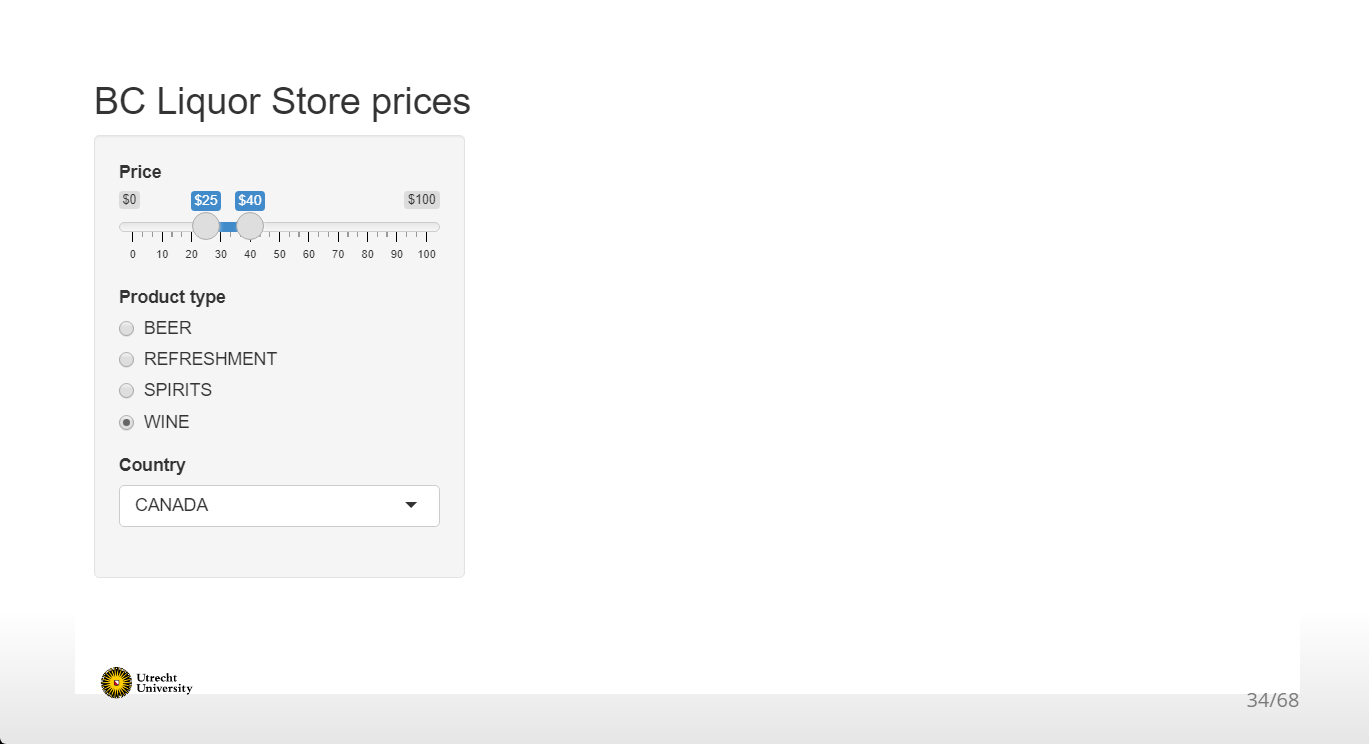 BC Liquor Store prices
Price
$0 $25 $40 $100
0 10 20 30 40 50 60 70 80 90 100
Product type
BEER
REFRESHMENT
SPIRITS
WINE
Country
CANADA
Utrecht
University
34/68